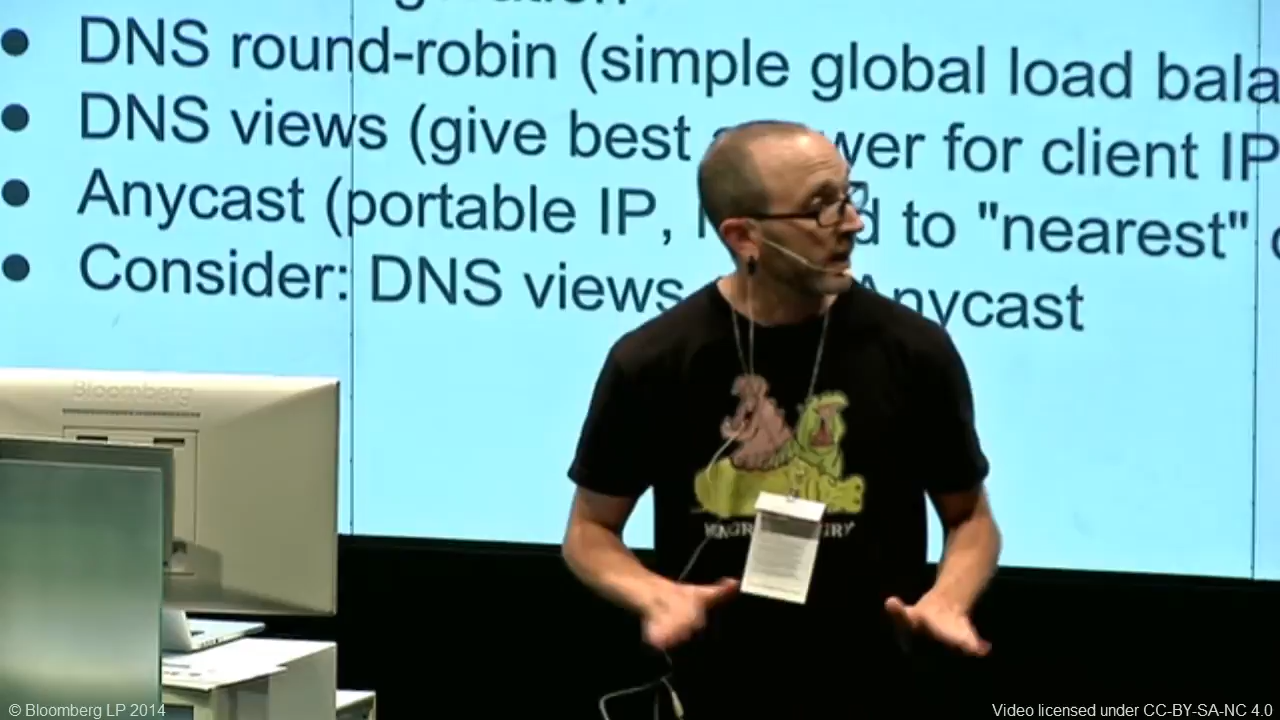 DNS round-robin (simple global load bala
DNS views (give best wer for client IP
Anycast (portable IP, d to "nearest"
Consider: DNS views Anycast
Bloomberg
© Bloomberg LP 2014
Video licensed under CC-BY-SA-NC 4.0